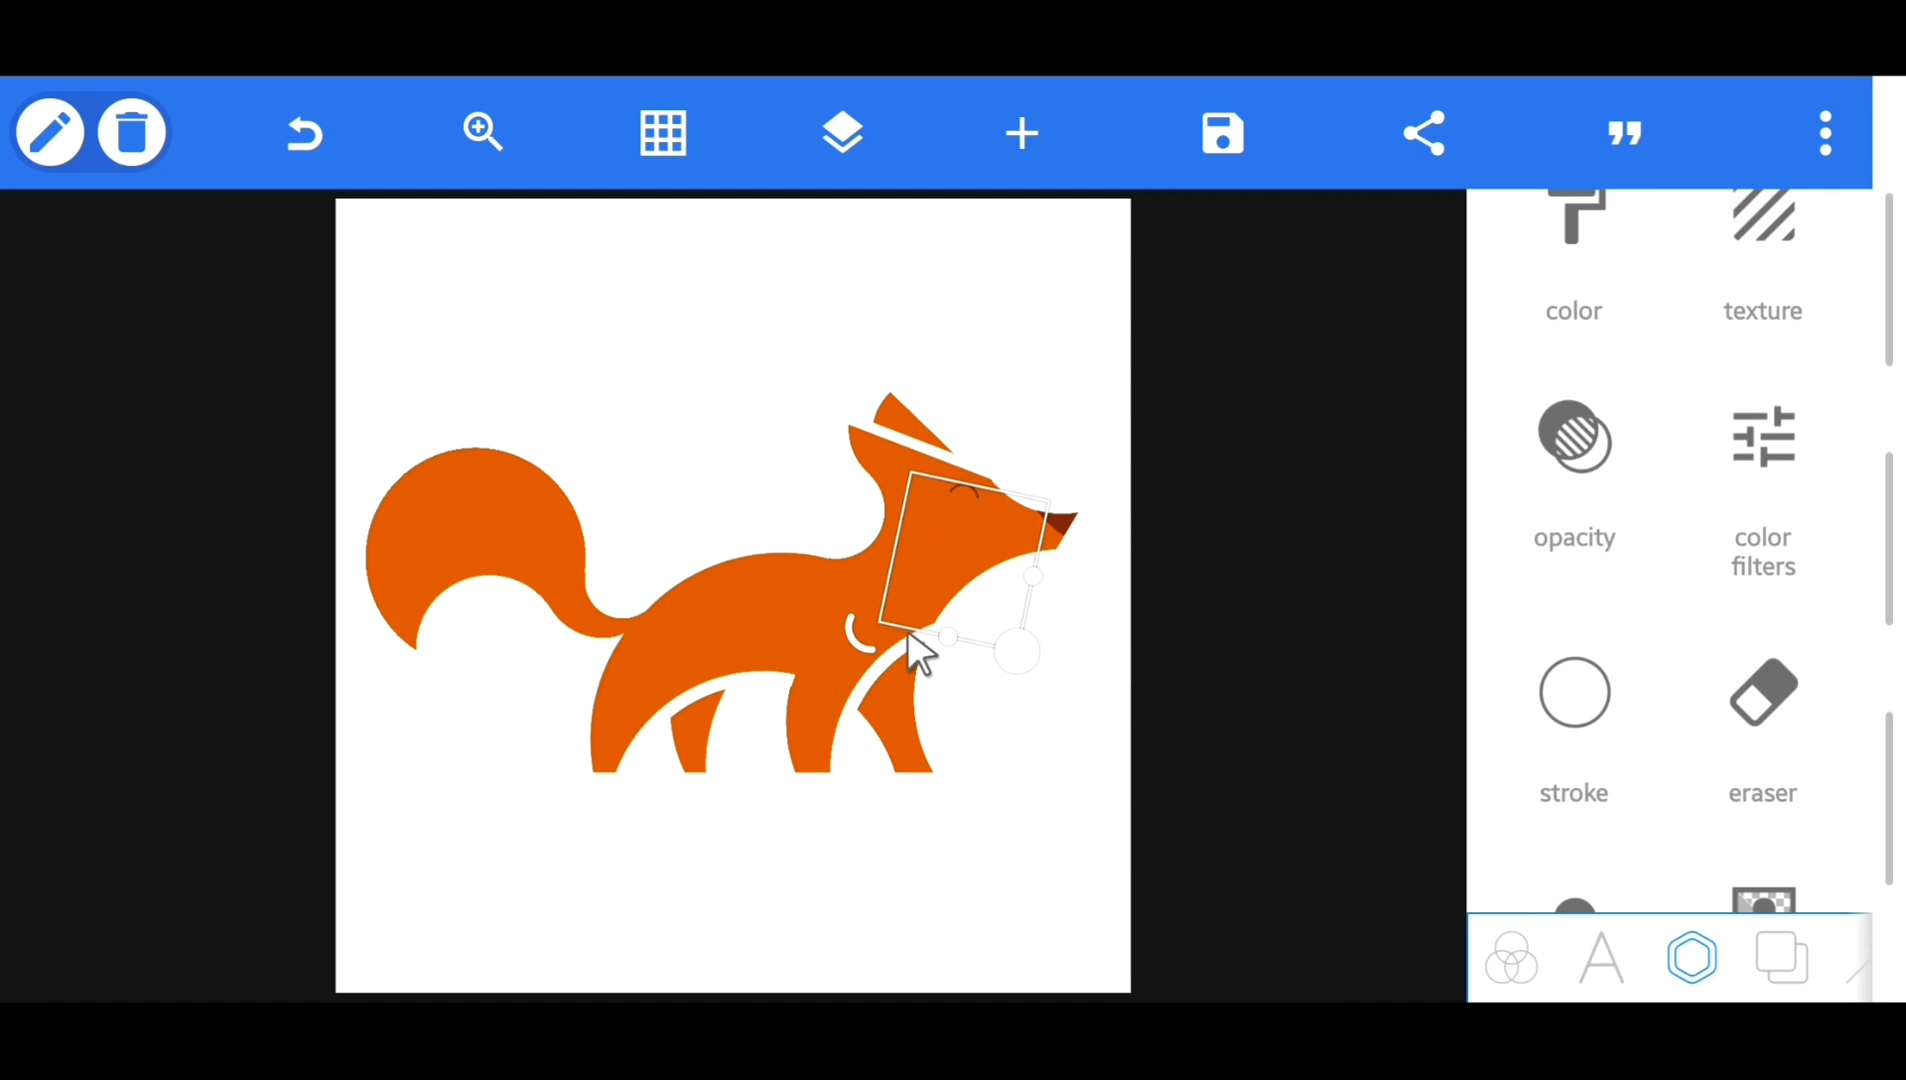 color
texture
opacity
color
filters
stroke
eraser